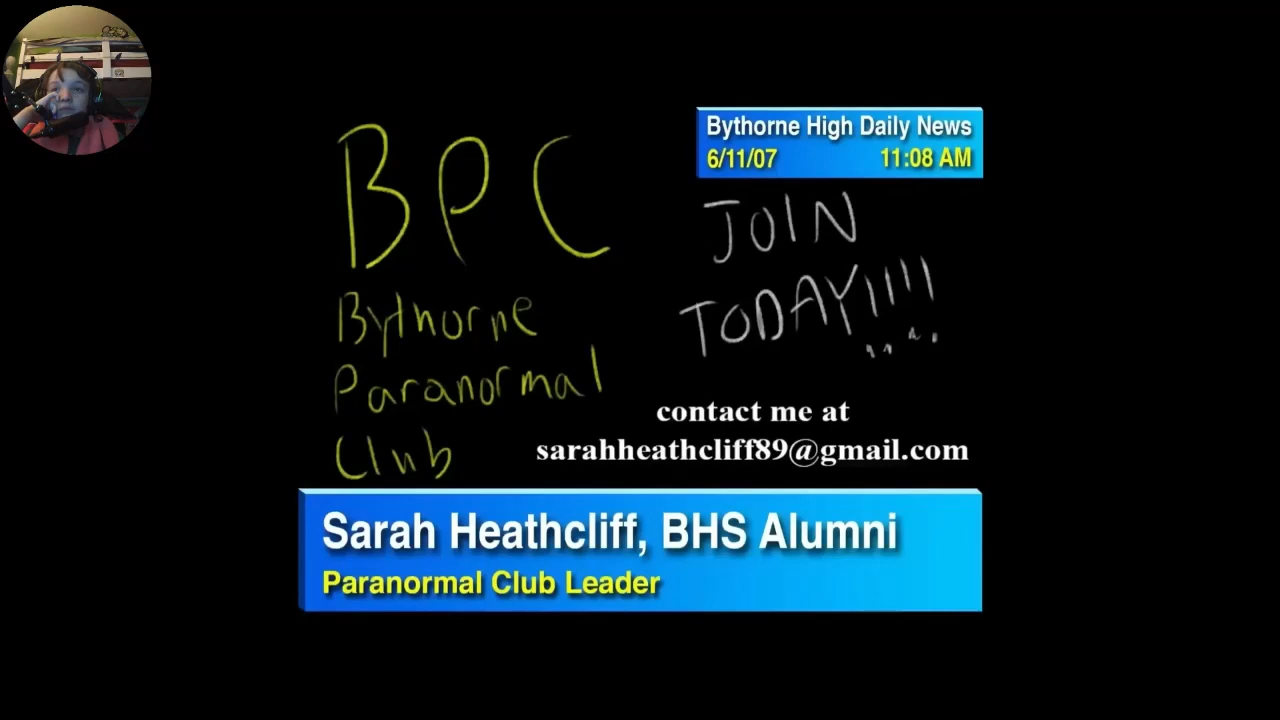 BPC
Bythorne
Paranormal
Club
Bythorne High Daily News
6/11/07 11:08 AM
JOIN
TODAY!!!!
contact me at
sarahheathcliff89@gmail.com
Sarah Heathcliff, BHS Alumni
Paranormal Club Leader